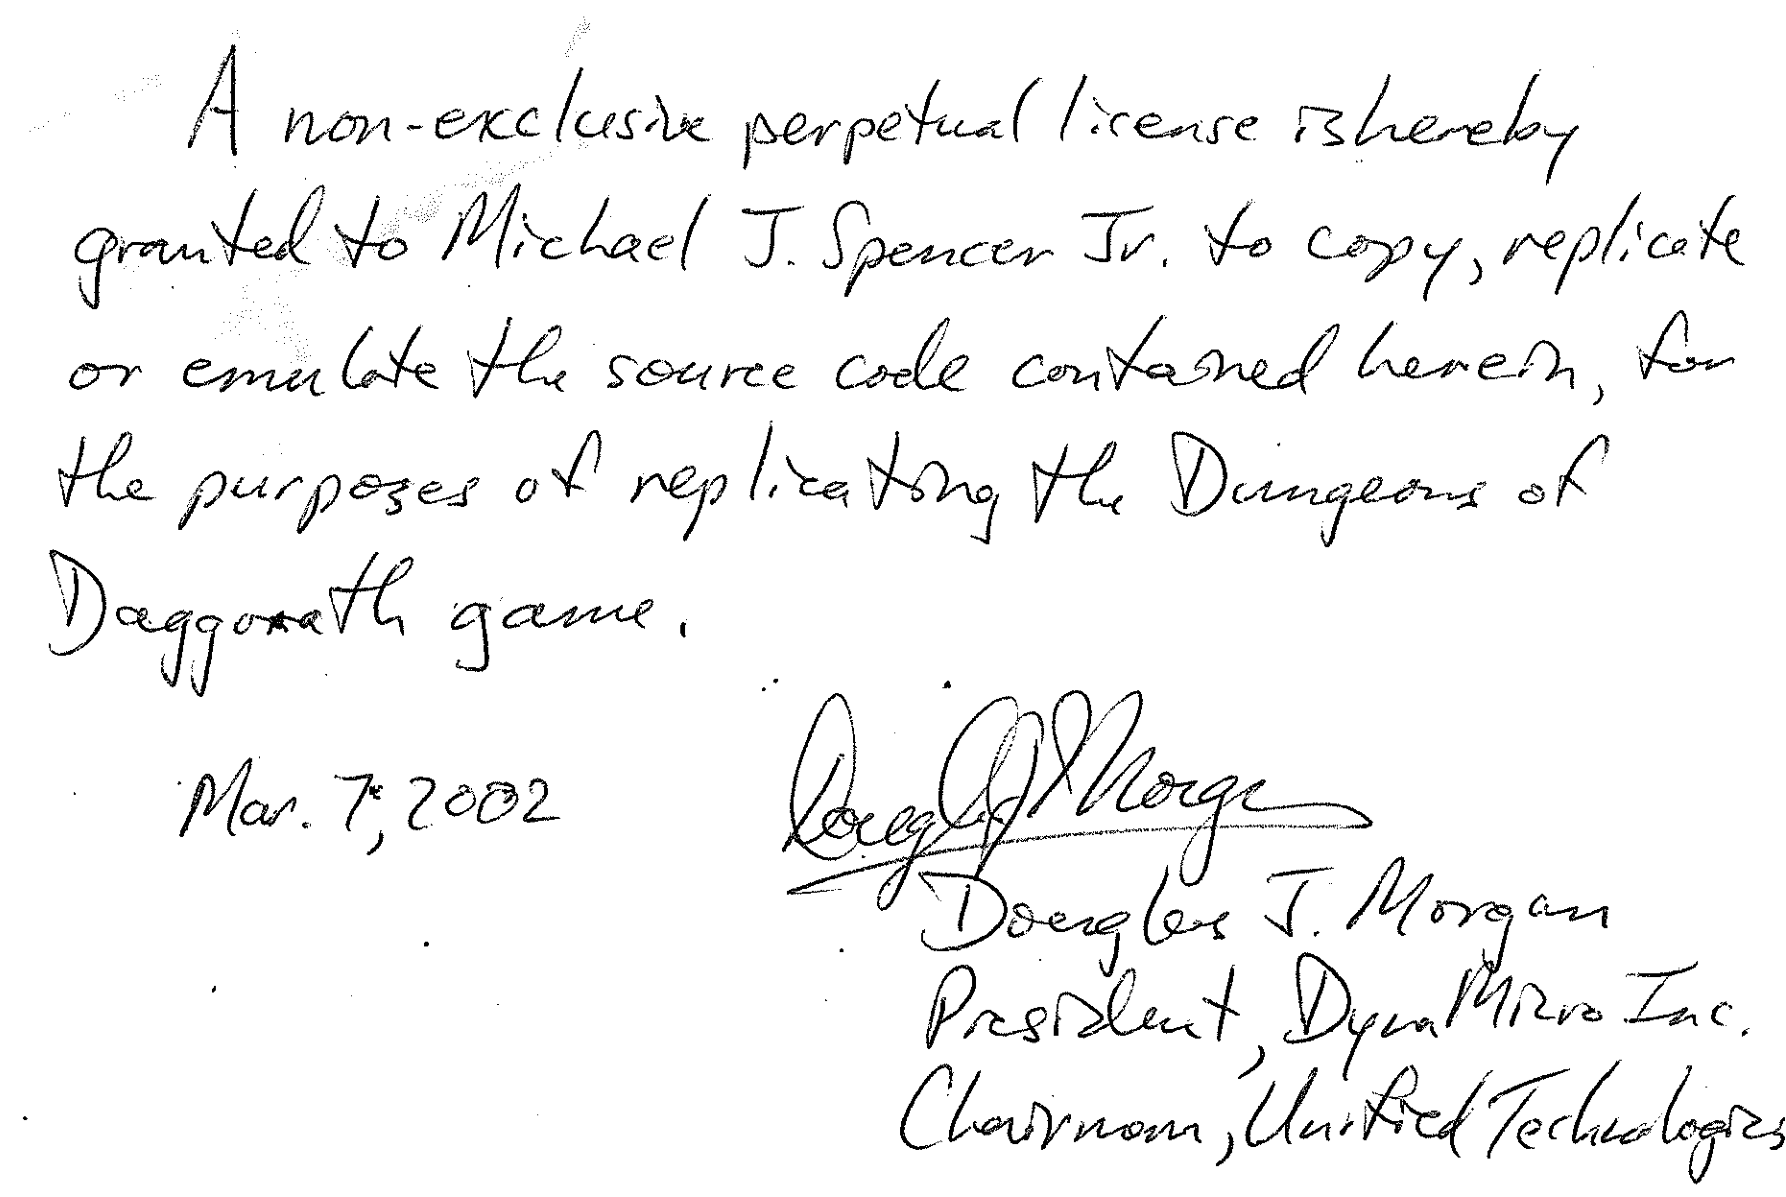 A non-exclusive perpetual license is hereby
granted to Michael J. Spencer Jr. to copy, replicate
or emulate the source code contained herein, for
the purposes of replicating the Dungeons of
Daggorath game.
Mar. 7, 2002
Douglas J Morgan
Douglas J. Morgan
President, DynaMicro Inc.
Chairman, Unified Technologies